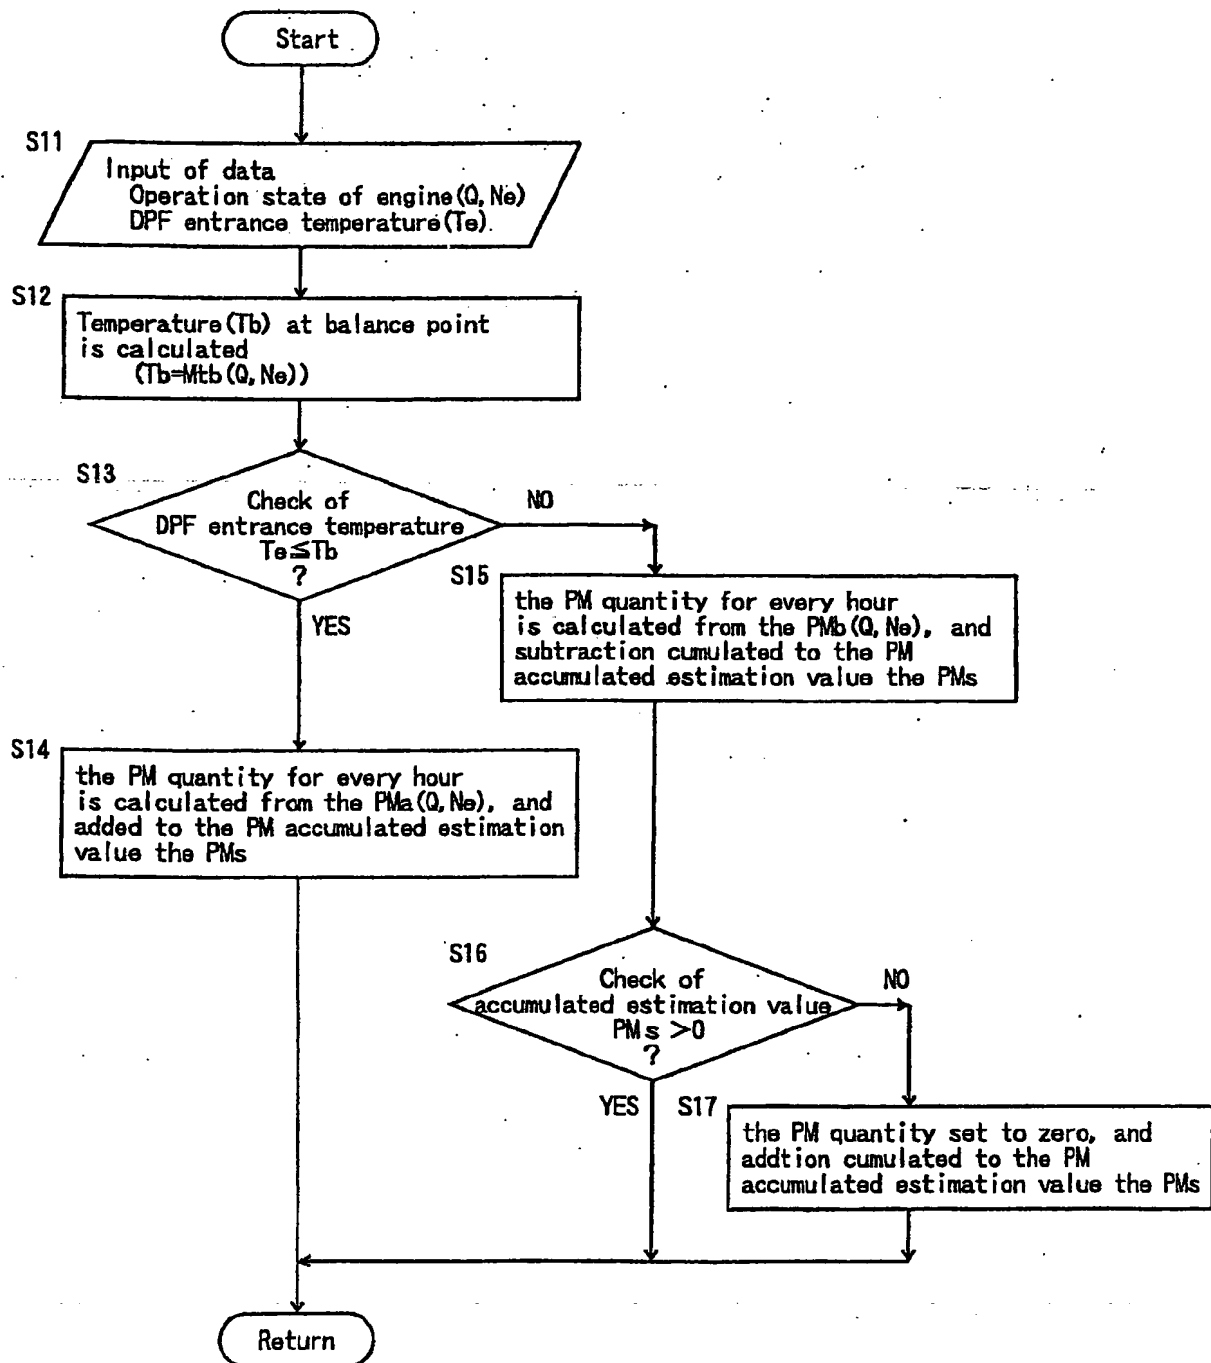 Start
S11
Input of data
Operation state of engine(Q,Ne)
DPF entrance temperature(Te).
S12
Temperature(Tb) at balance point
is calculated
(Tb=Mtb(Q,Ne))
S13
Check of
DPF entrance temperature
Te≦Tb
?
NO
YES
S15
the PM quantity for every hour
is calculated from the PMb(Q,Ne), and
subtraction cumulated to the PM
accumulated estimation value the PMs
S14
the PM quantity for every hour
is calculated from the PMa(Q,Ne), and
added to the PM accumulated estimation
value the PMs
S16
Check of
accumulated estimation value
PMs >0
?
NO
YES
S17
the PM quantity set to zero, and
addtion cumulated to the PM
accumulated estimation value the PMs
Return